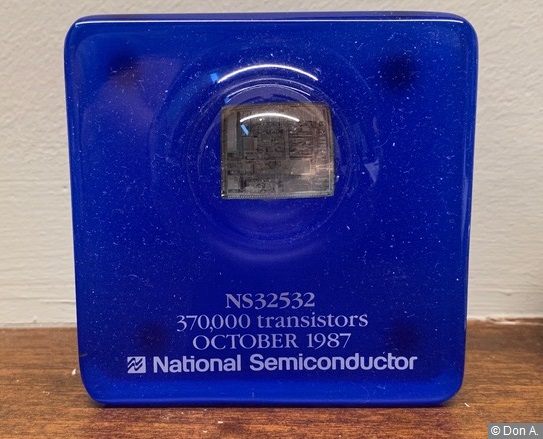 NS32532
370,000 transistors
OCTOBER 1987
National Semiconductor
© Don A.